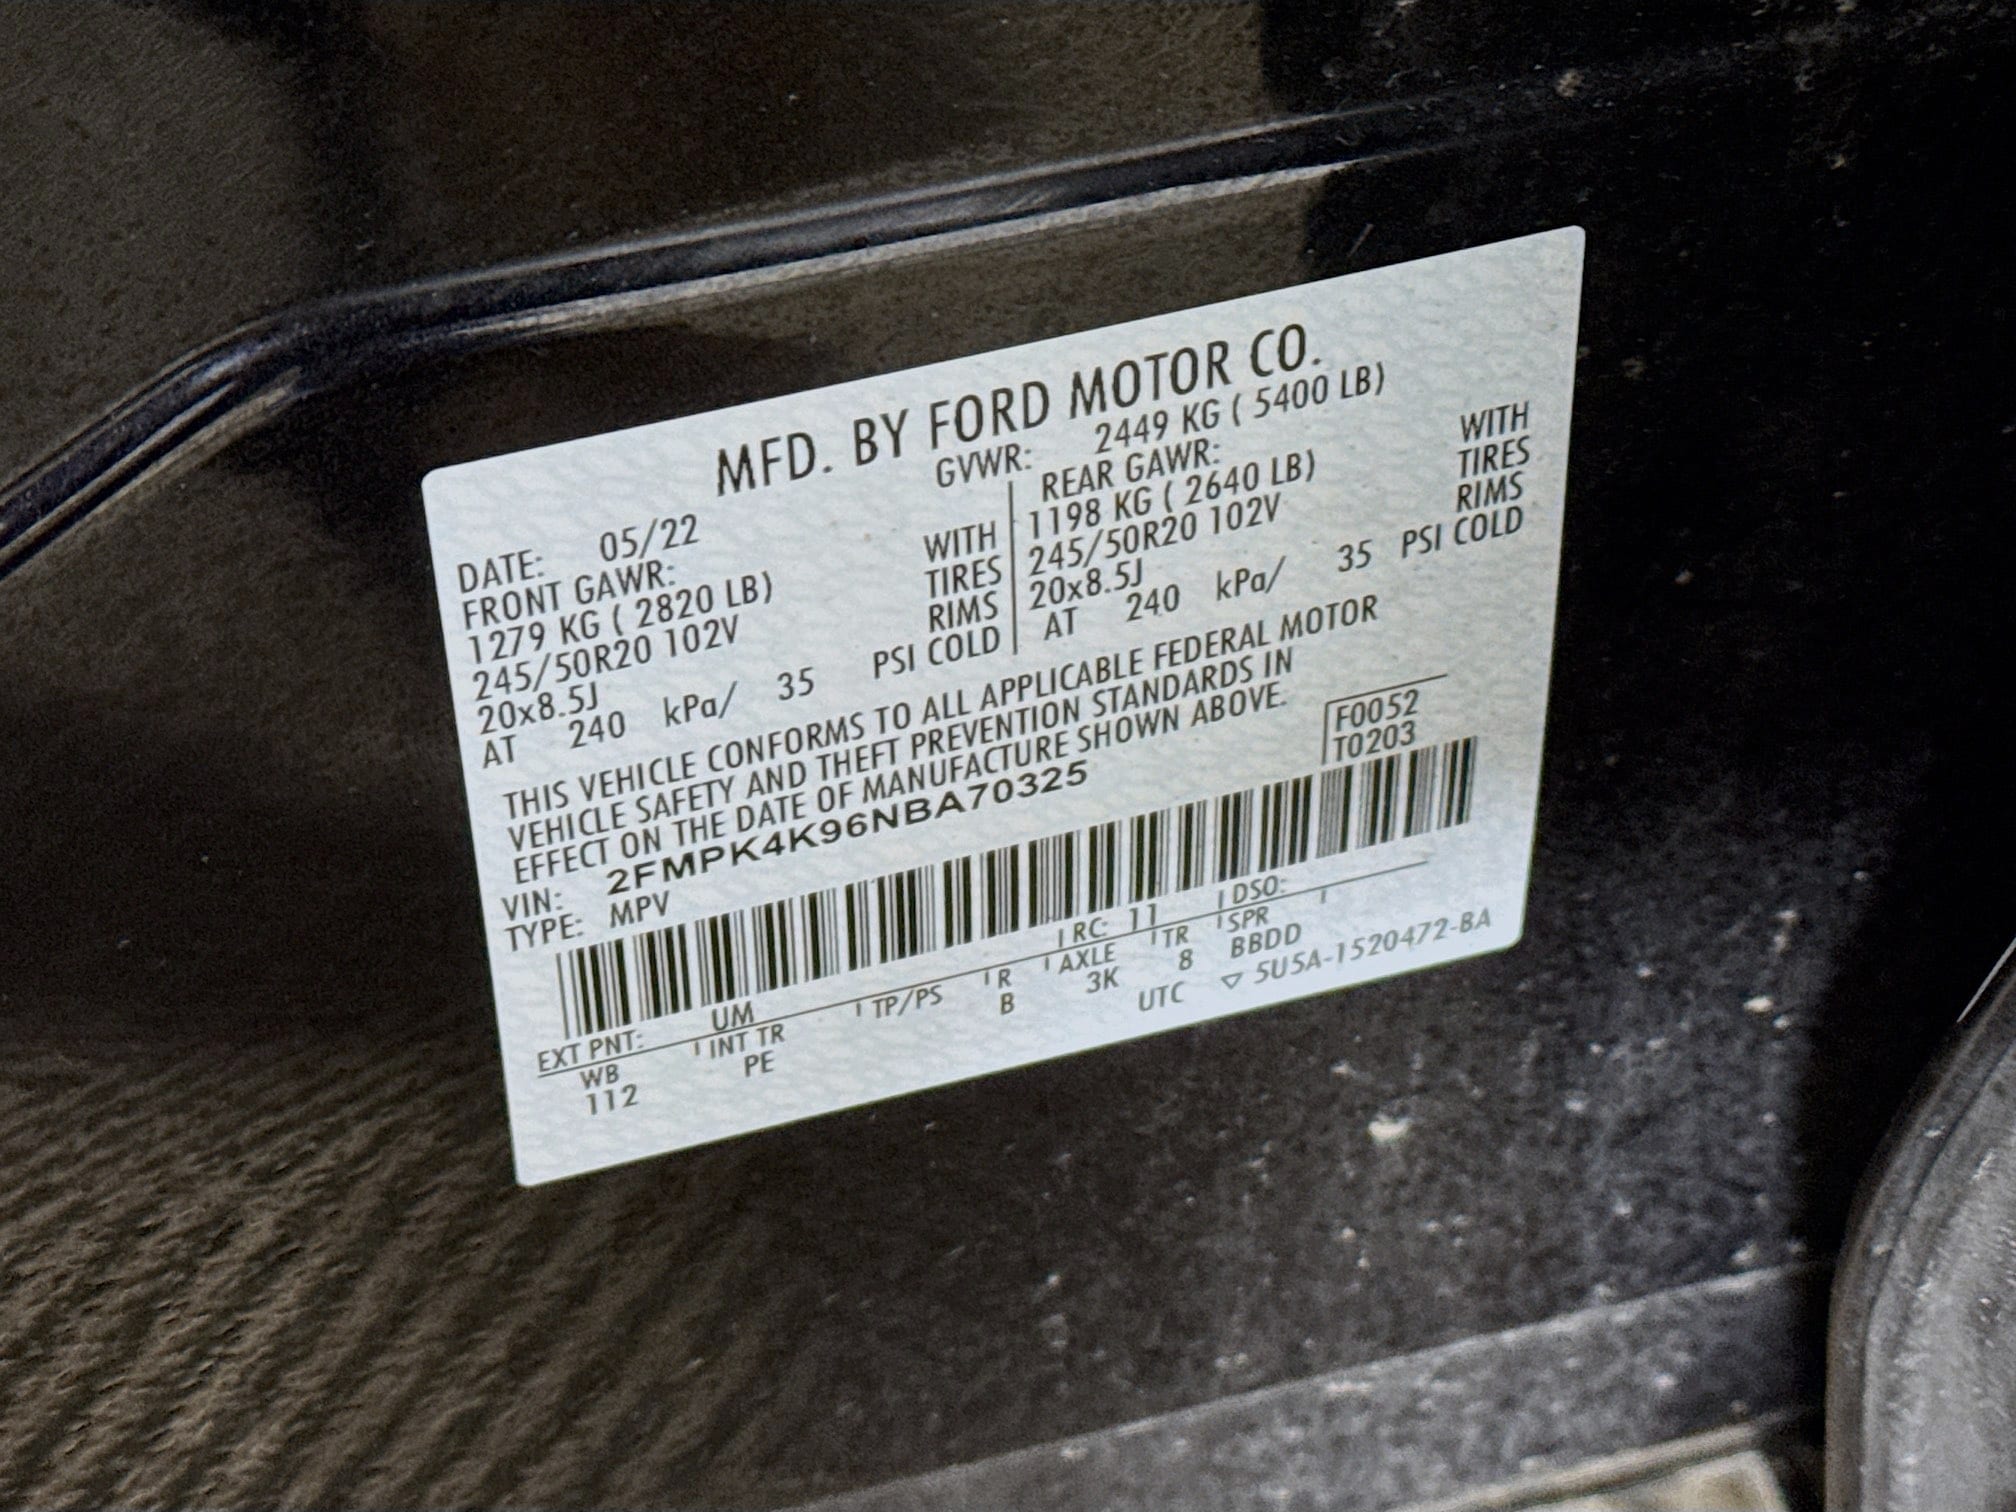 MFD. BY FORD MOTOR CO.
DATE: 05/22 GVWR: 2449 KG ( 5400 LB)
FRONT GAWR: REAR GAWR:
1279 KG ( 2820 LB) WITH 1198 KG ( 2640 LB) WITH
245/50R20 102V TIRES 245/50R20 102V TIRES
20x8.5J RIMS 20x8.5J RIMS
AT 240 kPa/ 35 PSI COLD AT 240 kPa/ 35 PSI COLD
THIS VEHICLE CONFORMS TO ALL APPLICABLE FEDERAL MOTOR
VEHICLE SAFETY AND THEFT PREVENTION STANDARDS IN
EFFECT ON THE DATE OF MANUFACTURE SHOWN ABOVE.
F0052
T0203
VIN: 2FMPK4K96NBA70325
TYPE: MPV
EXT PNT: UM RC: 11 DSO:
WB INT TR TP/PS R AXLE TR SPR
112 PE B 3K 8 BBDD
UTC ▽ 5U5A-1520472-BA